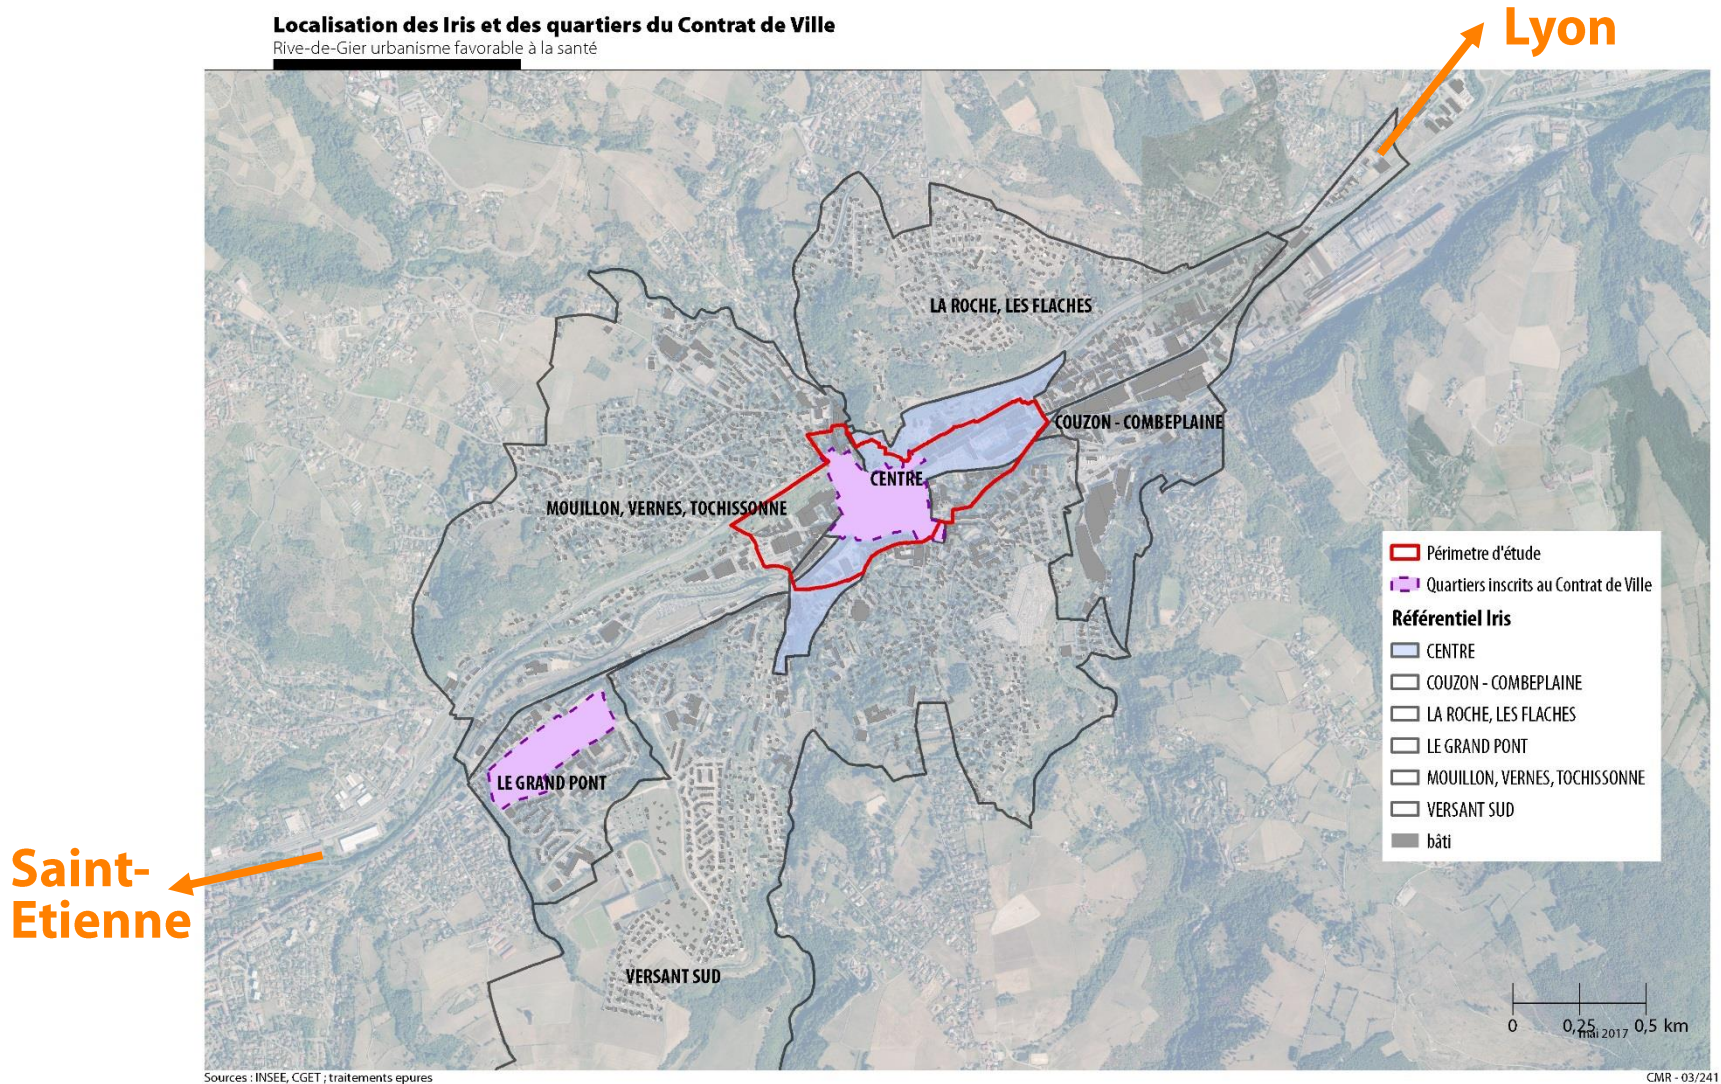 Localisation des Iris et des quartiers du Contrat de Ville
Rive-de-Gier urbanisme favorable à la santé
Lyon
LA ROCHE, LES FLACHES
COUZON - COMBEPLAINE
CENTRE
MOUILLON, VERNES, TOCHISSONNE
LE GRAND PONT
VERSANT SUD
Saint-
Etienne
Périmetre d'étude
Quartiers inscrits au Contrat de Ville
Référentiel Iris
CENTRE
COUZON - COMBEPLAINE
LA ROCHE, LES FLACHES
LE GRAND PONT
MOUILLON, VERNES, TOCHISSONNE
VERSANT SUD
bâti
0 0,25 0,5 km
mai 2017
Sources : INSEE, CGET ; traitements epures
CMR - 03/241